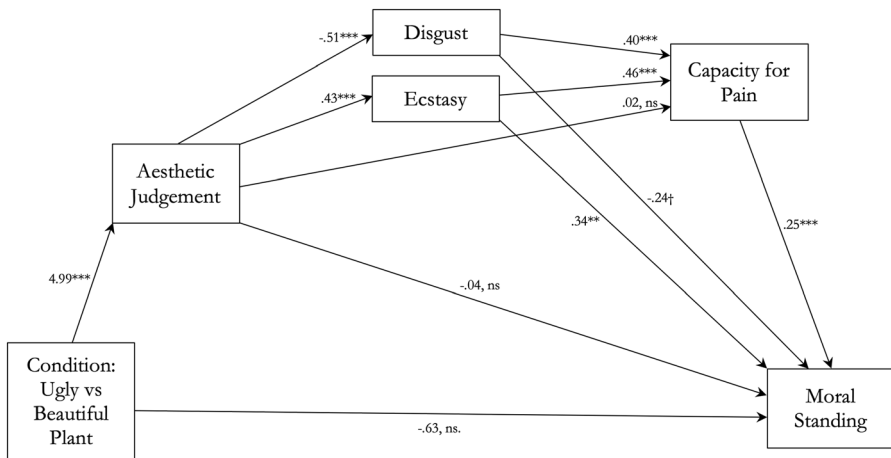 Disgust
-.51***
.40***
Capacity for
Pain
Ecstasy
.43***
.46***
.02, ns
Aesthetic
Judgement
-.24†
.34**
.25***
4.99***
-.04, ns
Condition:
Ugly vs
Beautiful
Plant
Moral
Standing
-.63, ns.